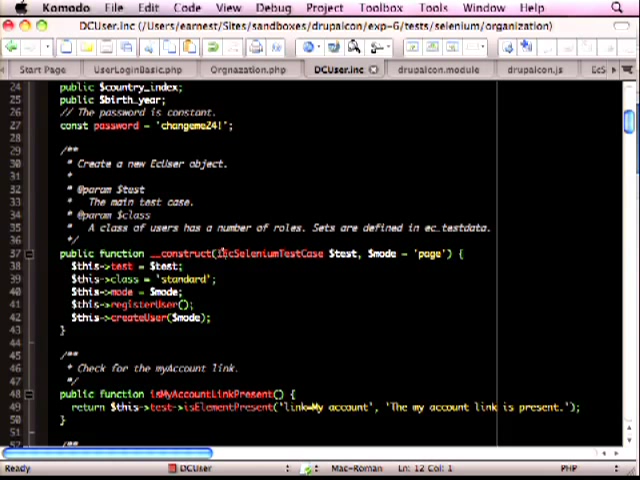 Komodo File Edit Code View Debug Project Toolbox Tools Window Help
DCUser.inc (/Users/earnest/Sites/sandboxes/drupalcon/exp-6/tests/selenium/organization)
Start Page UserLoginBasic.php Orgnazation.php DCUser.inc drupalcon.module drupalcon.js EcS
24 public $country_index;
25 public $birth_year;
26 // The password is constant.
27 const password = 'changeme24!';
28
29 /**
30 * Create a new EcUser object.
31 *
32 * @param $test
33 * The main test case.
34 * @param $class
35 * A class of users has a number of roles. Sets are defined in ec_testdata.
36 */
37 public function __construct(EcSeleniumTestCase $test, $mode = 'page') {
38 $this->test = $test;
39 $this->class = 'standard';
40 $this->mode = $mode;
41 $this->registerUser();
42 $this->createUser($mode);
43 }
44
45 /**
46 * Check for the myAccount link.
47 */
48 public function isMyAccountLinkPresent() {
49 return $this->test->isElementPresent('link=My account', 'The my account link is present.');
50 }
51
52 /**
Ready DCUser Mac-Roman Ln: 12 Col: 1 PHP